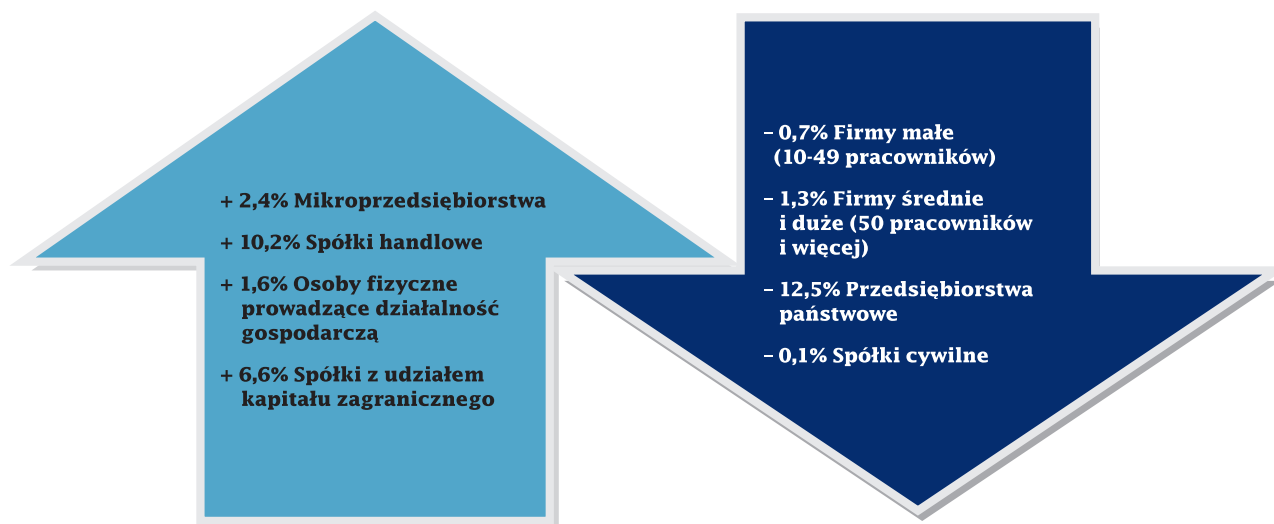 + 2,4% Mikroprzedsiębiorstwa
+ 10,2% Spółki handlowe
+ 1,6% Osoby fizyczne
prowadzące działalność
gospodarczą
+ 6,6% Spółki z udziałem
kapitału zagranicznego
– 0,7% Firmy małe
(10-49 pracowników)
– 1,3% Firmy średnie
i duże (50 pracowników
i więcej)
– 12,5% Przedsiębiorstwa
państwowe
– 0,1% Spółki cywilne